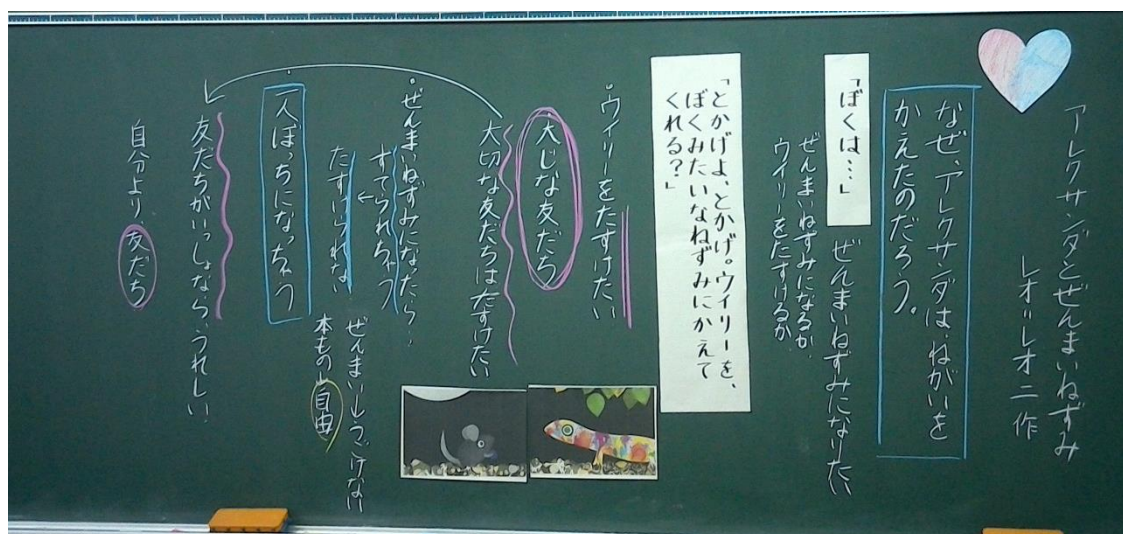 アレクサンダとぜんまいねずみ
レオ=レオニ作
なぜ、アレクサンダは、ねがいを
かえたのだろう。
「ぼくは…」
ぜんまいねずみになりたい
ぜんまいねずみになるか、
ウイリーをたすけるか
「とかげよ、とかげ。ウイリーを、
ぼくみたいなねずみにかえて
くれる?」
・ウイリーをたすけたい
大じな友だち
大切な友だちはたすけたい
・ぜんまいねずみになったら…
すてられちゃう
たすけられない
ぜんまい→うごけない
本もの→自由
・一人ぼっちになっちゃう
友だちがいっしょなら、うれしい
自分より、友だち